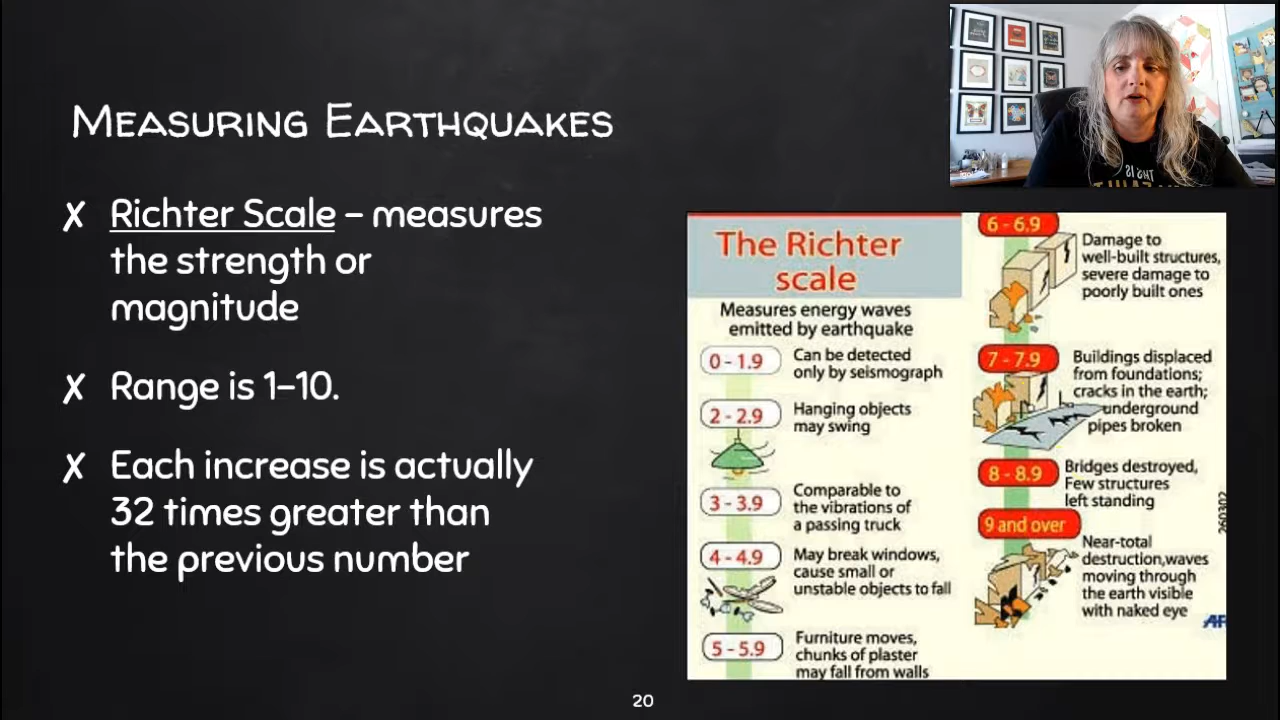 MEASURING EARTHQUAKES
✗ Richter Scale – measures
the strength or
magnitude
✗ Range is 1–10.
✗ Each increase is actually
32 times greater than
the previous number
The Richter
scale
Measures energy waves
emitted by earthquake
0 – 1.9 Can be detected
only by seismograph
2 – 2.9 Hanging objects
may swing
3 – 3.9 Comparable to
the vibrations of
a passing truck
4 – 4.9 May break windows,
cause small or
unstable objects to fall
5 – 5.9 Furniture moves,
chunks of plaster
may fall from walls
6 – 6.9 Damage to
well-built structures,
severe damage to
poorly built ones
7 – 7.9 Buildings displaced
from foundations;
cracks in the earth;
underground
pipes broken
8 – 8.9 Bridges destroyed,
Few structures
left standing
9 and over
Near-total
destruction,waves
moving through
the earth visible
with naked eye
260302
20
THIS IS